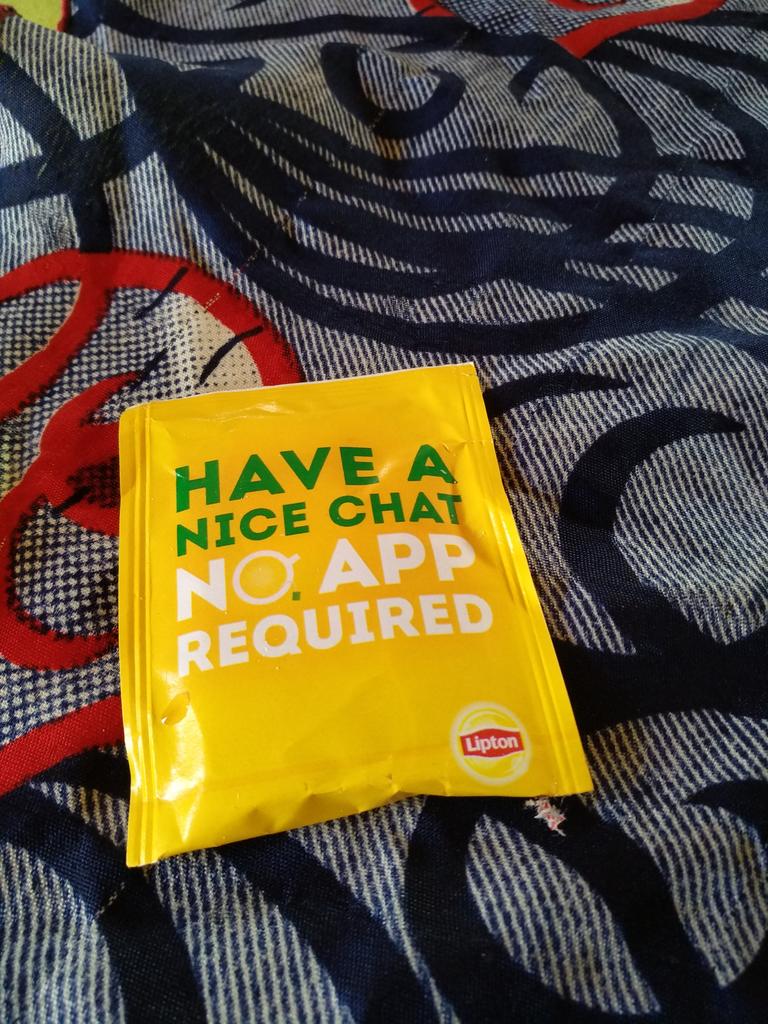 HAVE A
NICE CHAT
NO APP
REQUIRED
Lipton